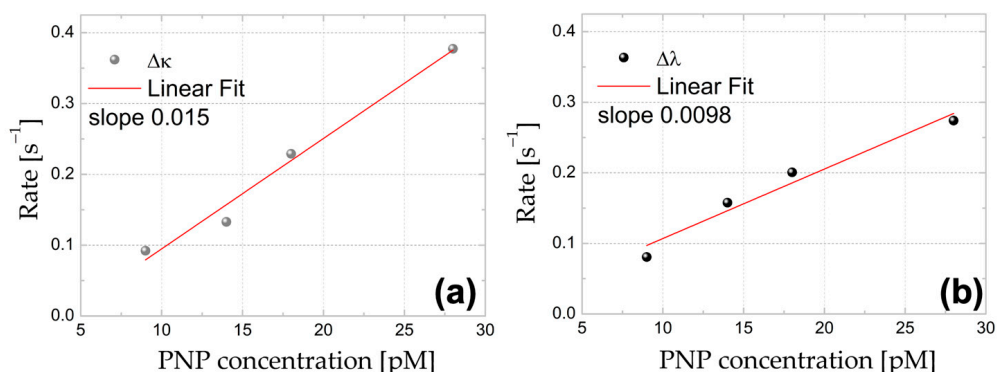 0.4
0.3
0.2
0.1
0.0
Rate [s⁻¹]
Δκ
Linear Fit
slope 0.015
(a)
5 10 15 20 25 30
PNP concentration [pM]
0.4
0.3
0.2
0.1
0.0
Rate [s⁻¹]
Δλ
Linear Fit
slope 0.0098
(b)
5 10 15 20 25 30
PNP concentration [pM]